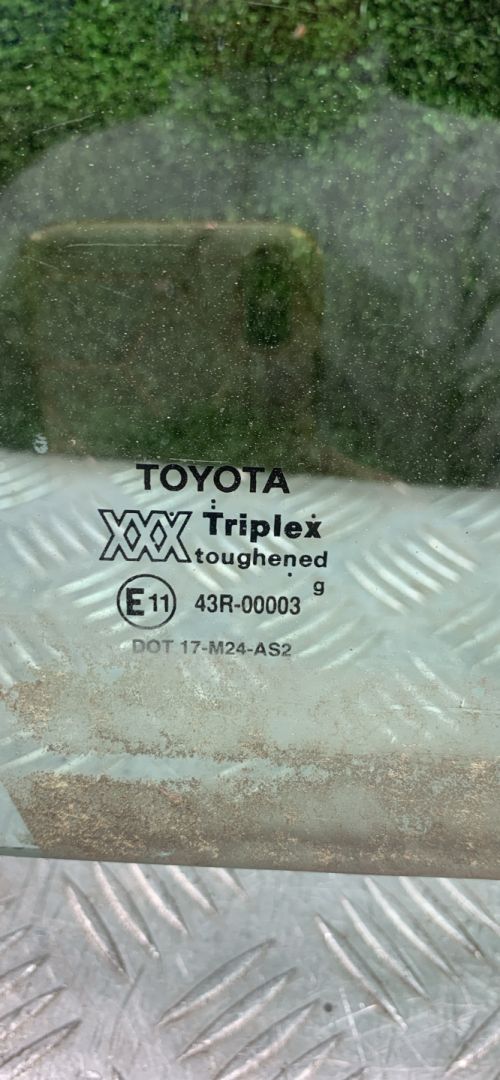 TOYOTA
XXX Triplex
toughened
g
E11 43R-00003
DOT 17-M24-AS2